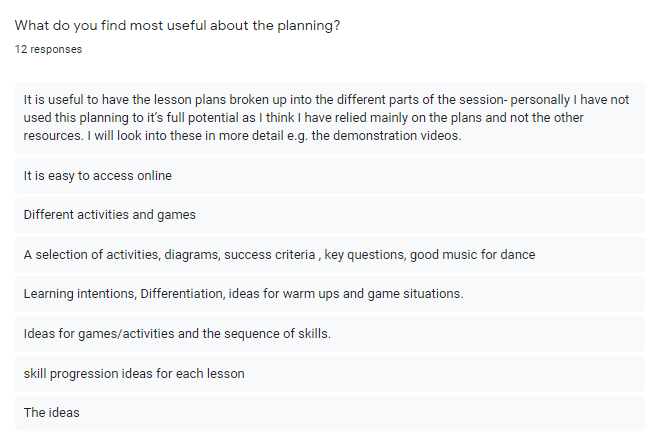 What do you find most useful about the planning?
12 responses
It is useful to have the lesson plans broken up into the different parts of the session- personally I have not
used this planning to it's full potential as I think I have relied mainly on the plans and not the other
resources. I will look into these in more detail e.g. the demonstration videos.
It is easy to access online
Different activities and games
A selection of activities, diagrams, success criteria , key questions, good music for dance
Learning intentions, Differentiation, ideas for warm ups and game situations.
Ideas for games/activities and the sequence of skills.
skill progression ideas for each lesson
The ideas